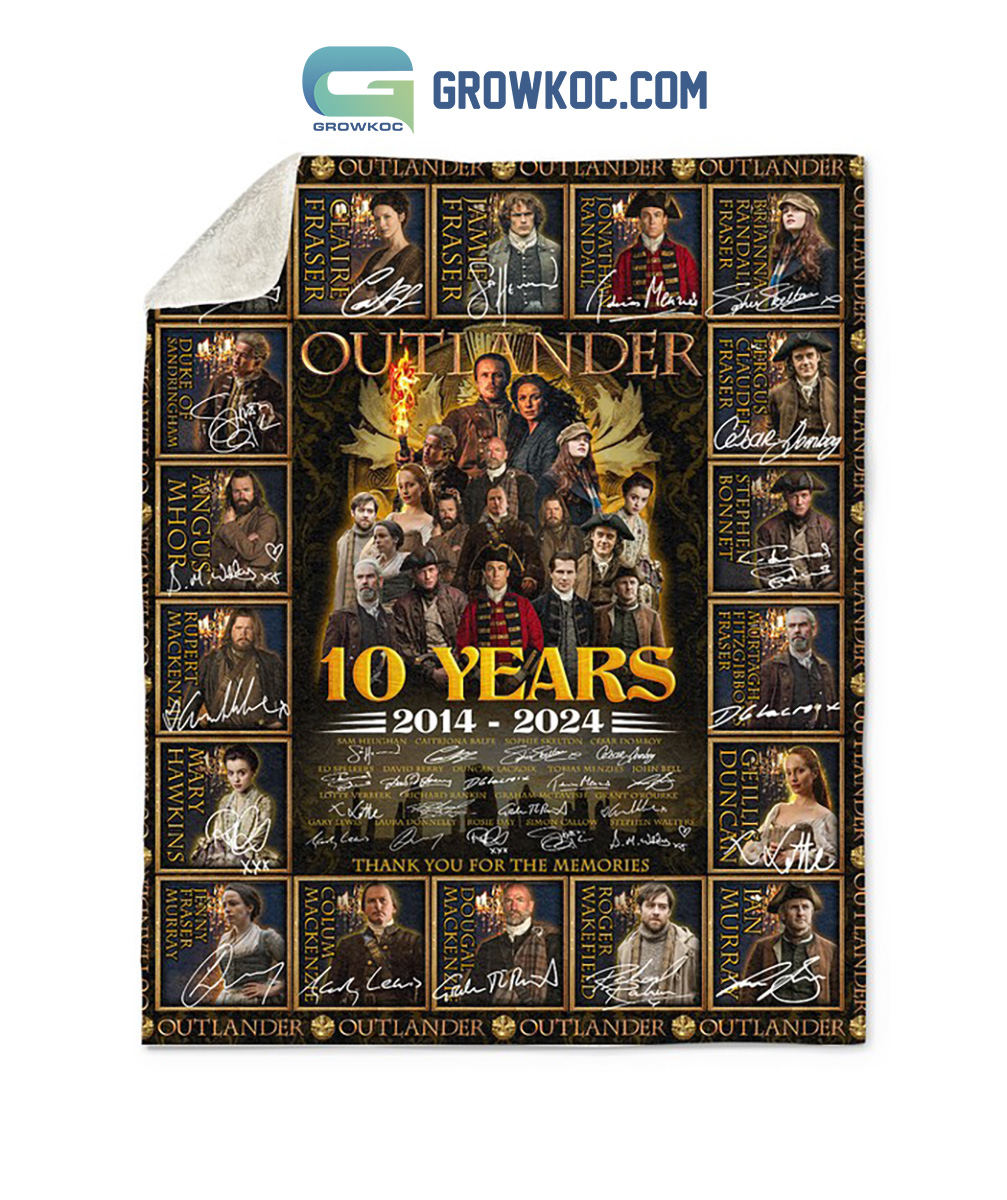 GROWKOC
GROWKOC.COM
OUTLANDER OUTLANDER OUTLANDER
CLAIRE FRASER
JAMIE FRASER
JONATHAN RANDALL
BRIANNA RANDALL FRASER
DUKE OF SANDRINGHAM
FERGUS CLAUDEL FRASER
ANGUS MHOR
STEPHEN BONNET
RUPERT MACKENZIE
MURTAGH FITZGIBBONS FRASER
MARY HAWKINS
GEILLIS DUNCAN
OUTLANDER
10 YEARS
2014 - 2024
SAM HEUGHAN CAITRIONA BALFE SOPHIE SKELTON CESAR DOMBOY
ED SPELEERS DAVID BERRY DUNCAN LACROIX TOBIAS MENZIES JOHN BELL
LOTTE VERBEEK RICHARD RANKIN GRAHAM MCTAVISH GRANT O'ROURKE
GARY LEWIS LAURA DONNELLY ROSIE DAY SIMON CALLOW STEPHEN WALTERS
THANK YOU FOR THE MEMORIES
JENNY FRASER MURRAY
COLUM MACKENZIE
DOUGAL MACKENZIE
ROGER WAKEFIELD
IAN MURRAY
OUTLANDER OUTLANDER OUTLANDER OUTLANDER